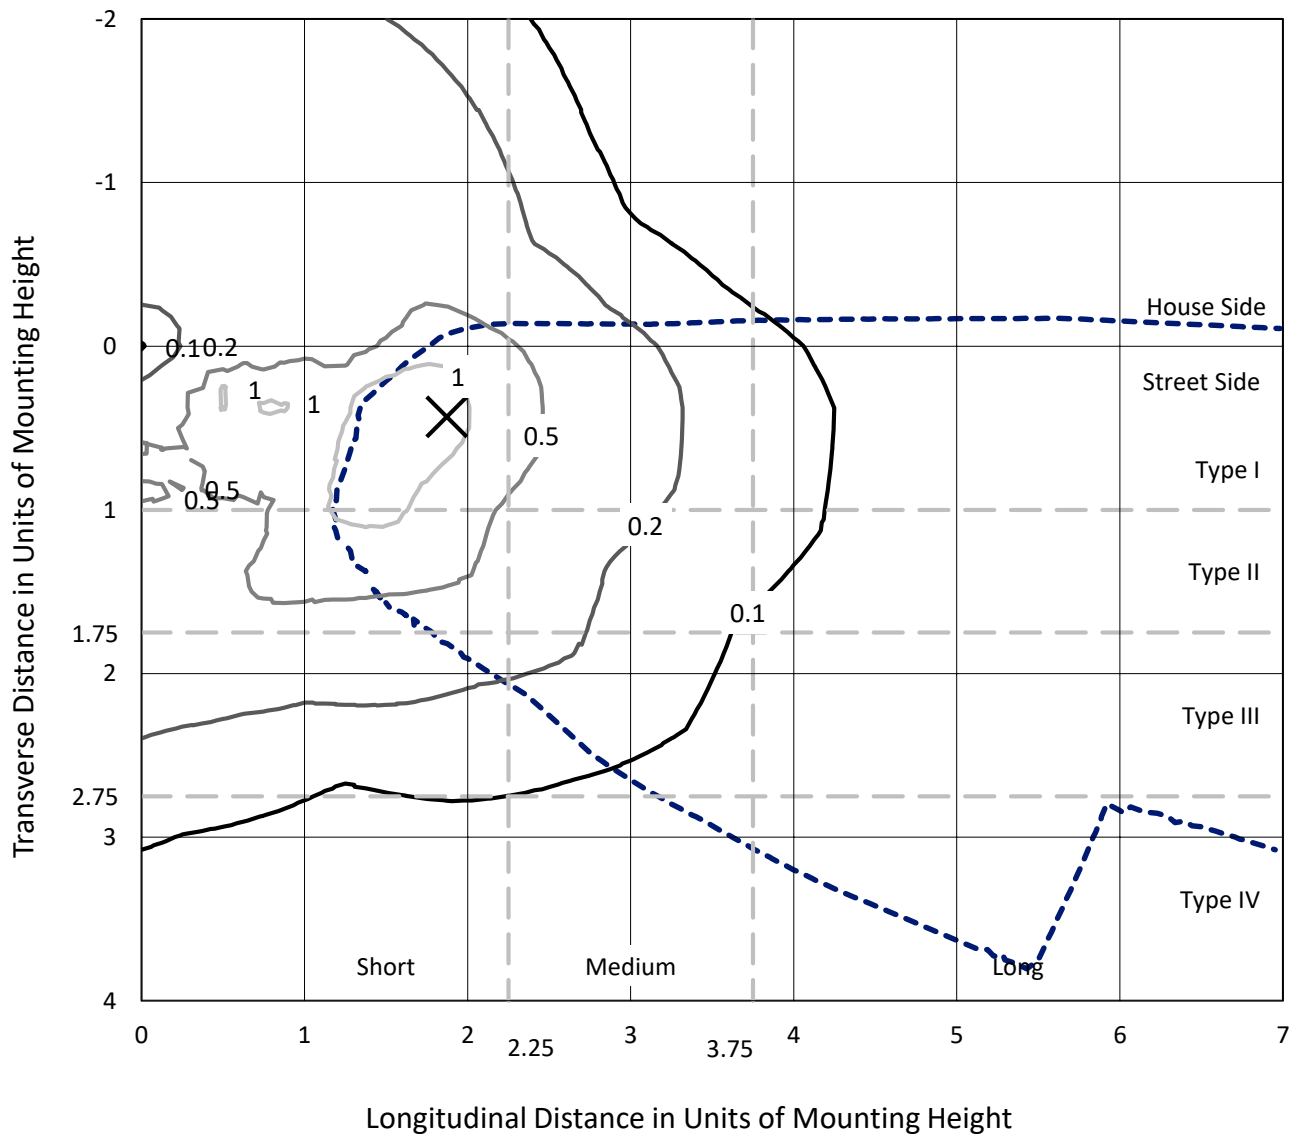 Transverse Distance in Units of Mounting Height
-2
-1
0
1
1.75
2
2.75
3
4
House Side
Street Side
Type I
Type II
Type III
Type IV
0.1 0.2
1
1
1
0.5
0.5
0.5
0.2
0.1
Short
Medium
Long
0
1
2
2.25
3
3.75
4
5
6
7
Longitudinal Distance in Units of Mounting Height